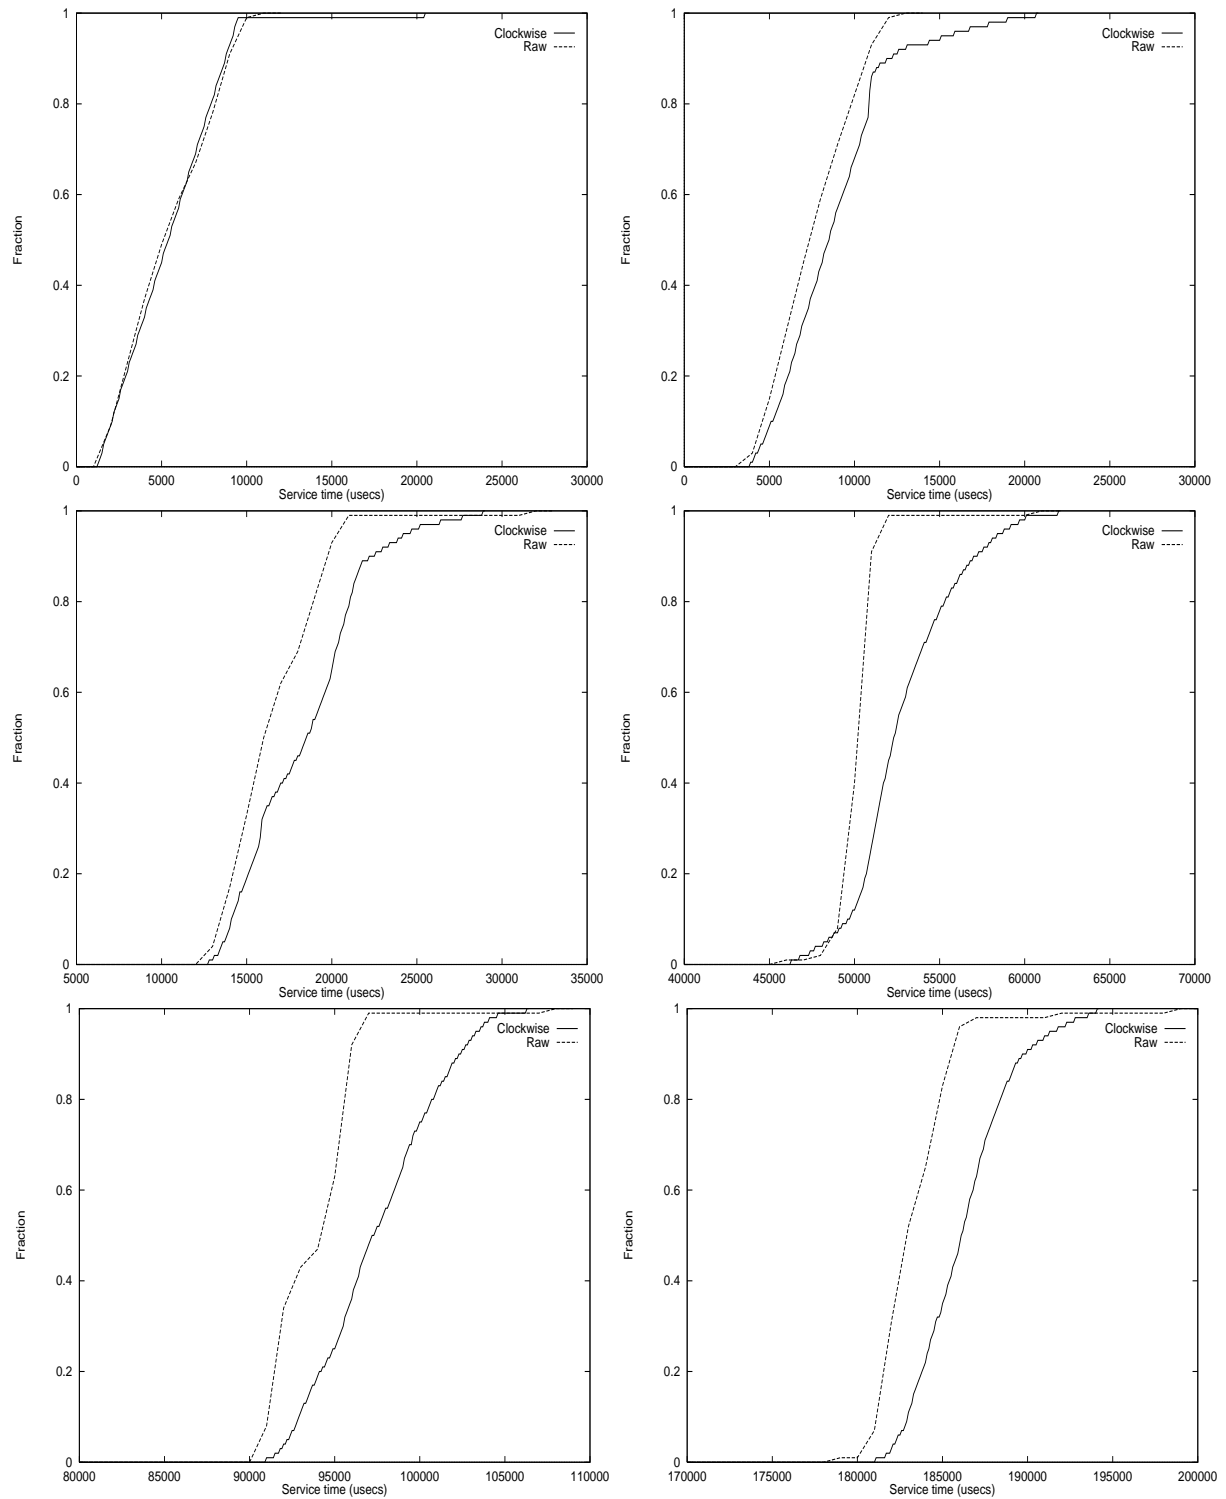 1
0.8
0.6
0.4
0.2
0
Fraction
Clockwise
Raw
0 5000 10000 15000 20000 25000 30000
Service time (usecs)
1
0.8
0.6
0.4
0.2
0
Fraction
Clockwise
Raw
0 5000 10000 15000 20000 25000 30000
Service time (usecs)
1
0.8
0.6
0.4
0.2
0
Fraction
Clockwise
Raw
5000 10000 15000 20000 25000 30000 35000
Service time (usecs)
1
0.8
0.6
0.4
0.2
0
Fraction
Clockwise
Raw
40000 45000 50000 55000 60000 65000 70000
Service time (usecs)
1
0.8
0.6
0.4
0.2
0
Fraction
Clockwise
Raw
80000 85000 90000 95000 100000 105000 110000
Service time (usecs)
1
0.8
0.6
0.4
0.2
0
Fraction
Clockwise
Raw
170000 175000 180000 185000 190000 195000 200000
Service time (usecs)